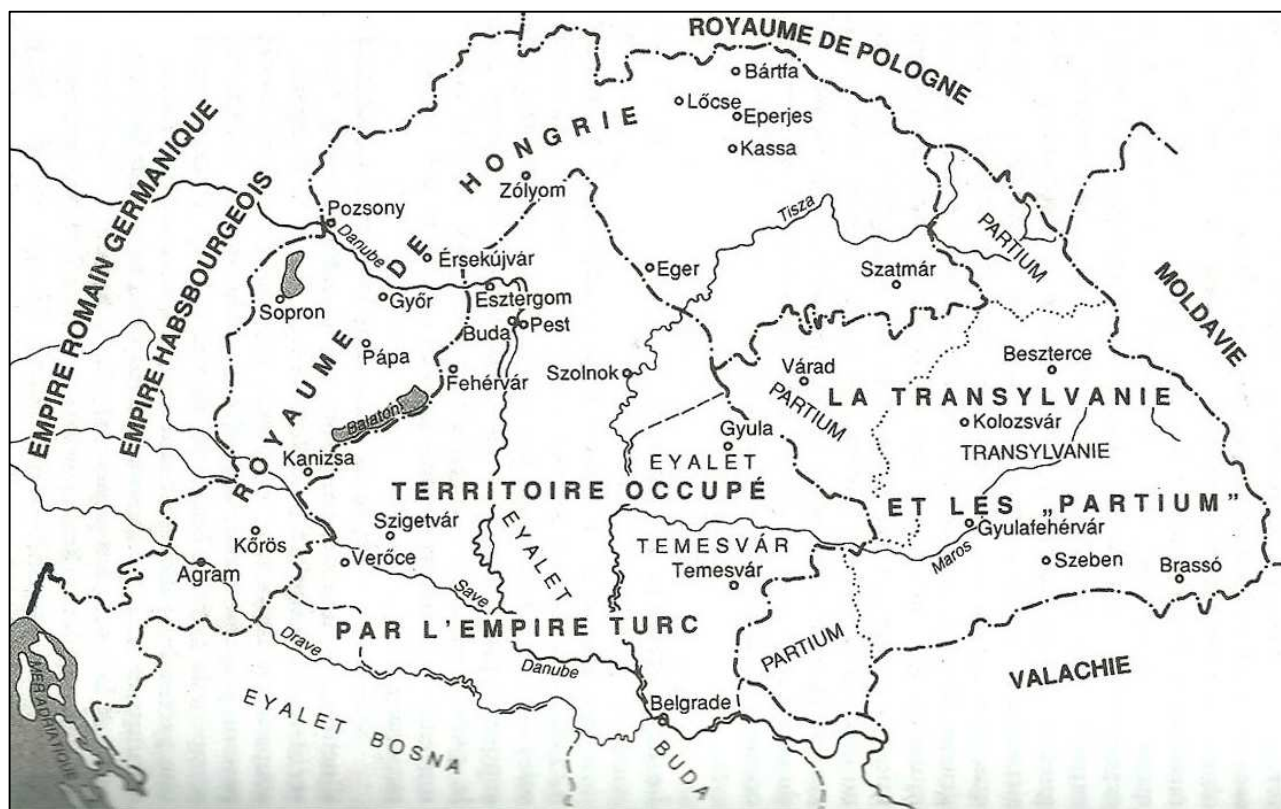 ROYAUME DE POLOGNE
EMPIRE ROMAIN GERMANIQUE
EMPIRE HABSBOURGEOIS
ROYAUME DE HONGRIE
Bártfa
Lőcse
Eperjes
Kassa
Zólyom
Pozsony
Danube
Érsekújvár
Tisza
PARTIUM
MOLDAVIE
Eger
Szatmár
Sopron
Győr
Esztergom
Buda
Pest
Pápa
Fehérvár
Szolnok
Várad
PARTIUM
Beszterce
LA TRANSYLVANIE
Kolozsvár
TRANSYLVANIE
Balaton
Gyula
EYALET
Kanizsa
TERRITOIRE OCCUPÉ
ET LES „PARTIUM"
Gyulafehérvár
Szigetvár
EYALET
TEMESVÁR
Temesvár
Maros
Szeben
Brassó
Kőrös
Verőce
Agram
Save
PAR L'EMPIRE TURC
PARTIUM
Drave
Danube
VALACHIE
Belgrade
MER ADRIATIQUE
EYALET BOSNA
BUDA